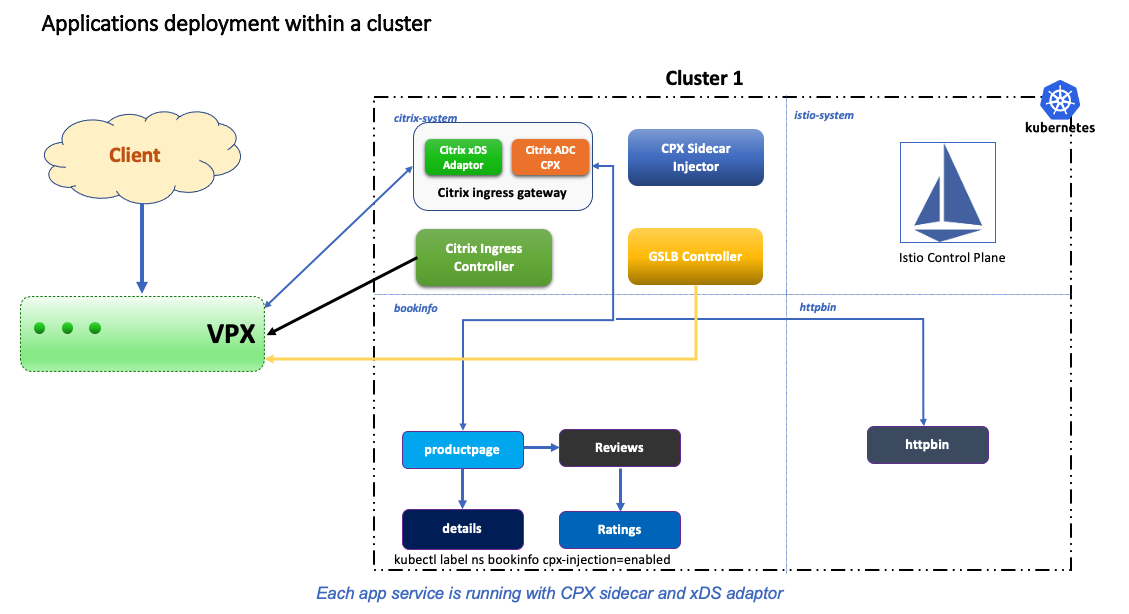 Applications deployment within a cluster
Cluster 1
citrix-system
istio-system
kubernetes
Client
Citrix xDS
Adaptor
Citrix ADC
CPX
Citrix ingress gateway
CPX Sidecar
Injector
Istio Control Plane
Citrix Ingress
Controller
GSLB Controller
VPX
bookinfo
httpbin
productpage
Reviews
httpbin
details
Ratings
kubectl label ns bookinfo cpx-injection=enabled
Each app service is running with CPX sidecar and xDS adaptor